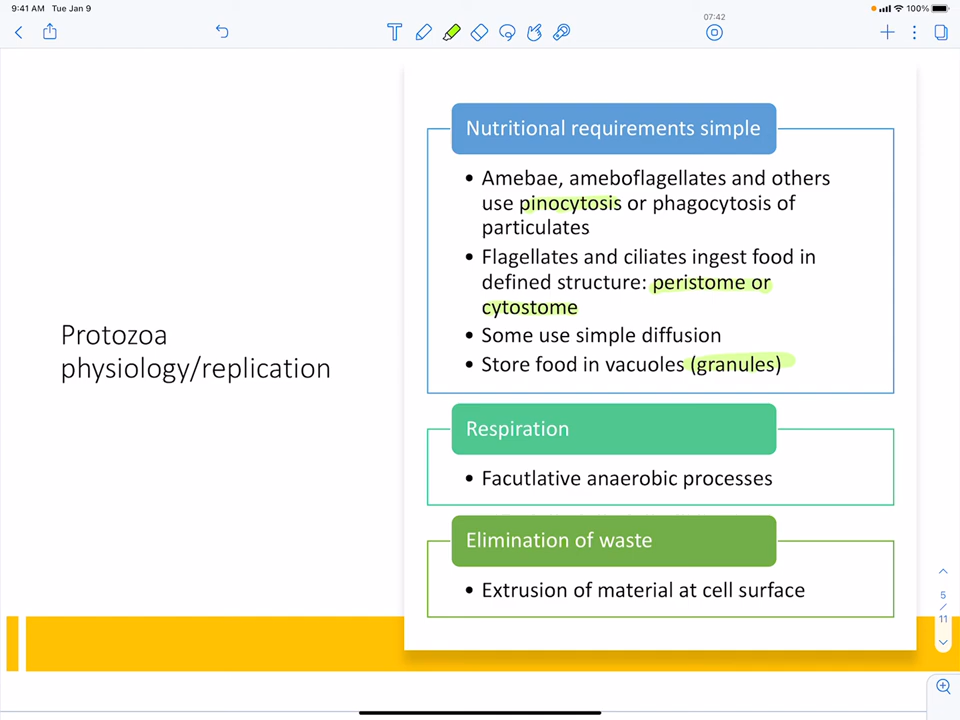 9:41 AM Tue Jan 9
100%
07:42
T
Nutritional requirements simple
• Amebae, ameboflagellates and others
use pinocytosis or phagocytosis of
particulates
• Flagellates and ciliates ingest food in
defined structure: peristome or
cytostome
• Some use simple diffusion
• Store food in vacuoles (granules)
Protozoa
physiology/replication
Respiration
• Facutlative anaerobic processes
Elimination of waste
• Extrusion of material at cell surface
5
/
11